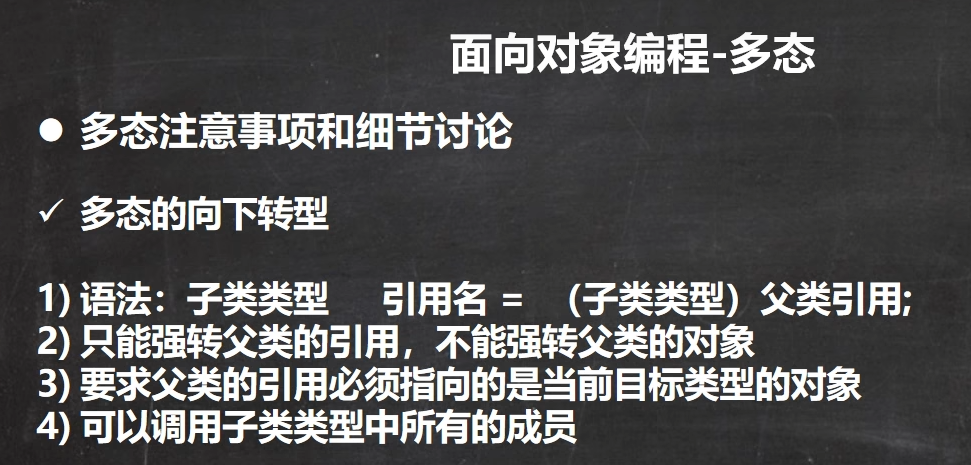 面向对象编程-多态
● 多态注意事项和细节讨论
✓ 多态的向下转型
1) 语法：子类类型 引用名 = （子类类型）父类引用;
2) 只能强转父类的引用，不能强转父类的对象
3) 要求父类的引用必须指向的是当前目标类型的对象
4) 可以调用子类类型中所有的成员